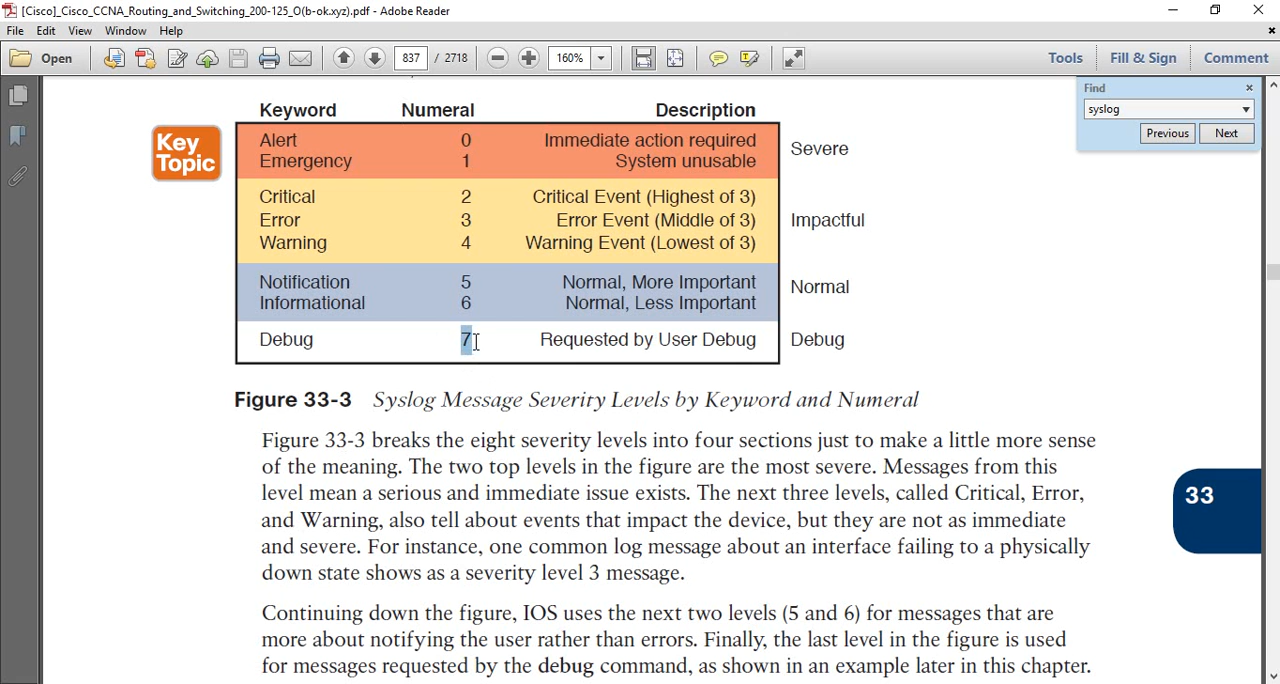 [Cisco]_Cisco_CCNA_Routing_and_Switching_200-125_O(b-ok.xyz).pdf - Adobe Reader
File Edit View Window Help
Open 837 / 2718 160% Tools Fill & Sign Comment
Find
syslog
Previous Next
Keyword Numeral Description
Key Topic
Alert 0 Immediate action required
Emergency 1 System unusable
Severe
Critical 2 Critical Event (Highest of 3)
Error 3 Error Event (Middle of 3) Impactful
Warning 4 Warning Event (Lowest of 3)
Notification 5 Normal, More Important
Informational 6 Normal, Less Important
Normal
Debug 7 Requested by User Debug Debug
Figure 33-3 Syslog Message Severity Levels by Keyword and Numeral
Figure 33-3 breaks the eight severity levels into four sections just to make a little more sense
of the meaning. The two top levels in the figure are the most severe. Messages from this
level mean a serious and immediate issue exists. The next three levels, called Critical, Error,
and Warning, also tell about events that impact the device, but they are not as immediate
and severe. For instance, one common log message about an interface failing to a physically
down state shows as a severity level 3 message.
33
Continuing down the figure, IOS uses the next two levels (5 and 6) for messages that are
more about notifying the user rather than errors. Finally, the last level in the figure is used
for messages requested by the debug command, as shown in an example later in this chapter.